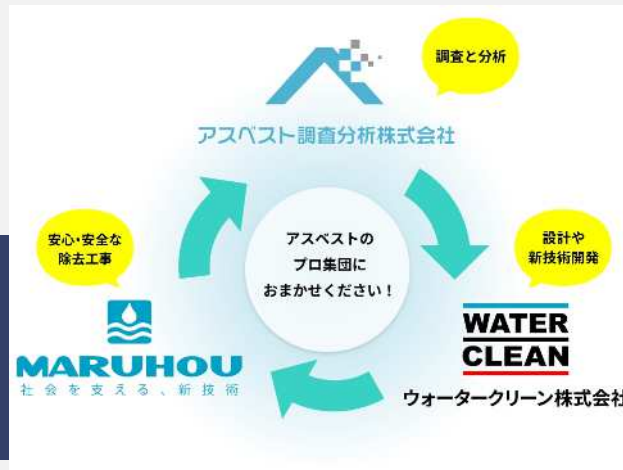 調査と分析
アスベスト調査分析株式会社
安心・安全な
除去工事
アスベストの
プロ集団に
おまかせください！
設計や
新技術開発
MARUHOU
社会を支える、新技術
WATER
CLEAN
ウォータークリーン株式会社